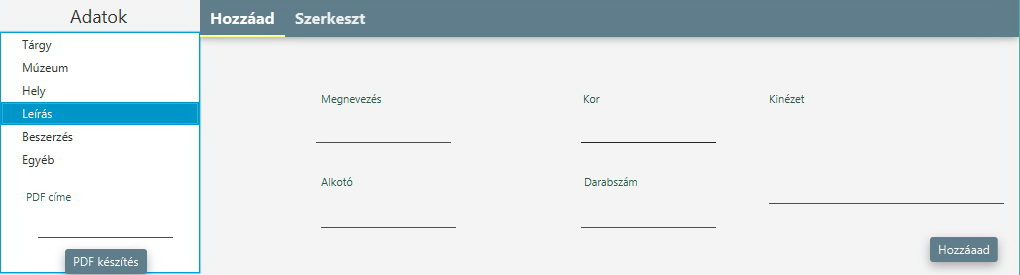 Adatok
Hozzáad Szerkeszt
Tárgy
Múzeum
Hely
Leírás
Beszerzés
Egyéb
PDF címe
PDF készítés
Megnevezés Kor Kinézet
Alkotó Darabszám
Hozzáaad